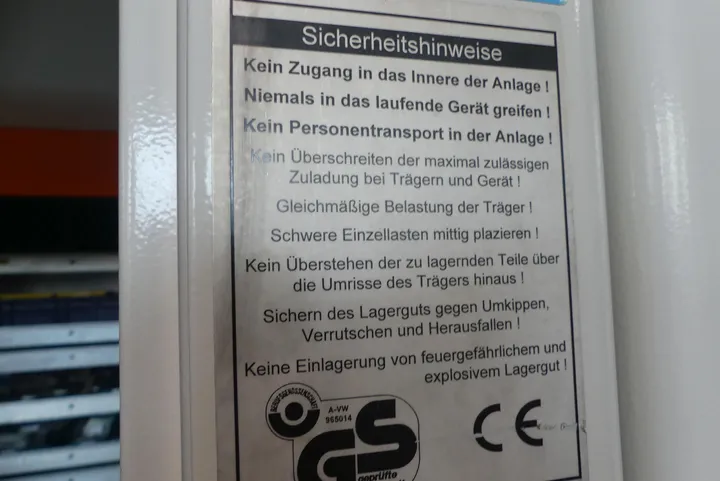 Sicherheitshinweise
Kein Zugang in das Innere der Anlage !
Niemals in das laufende Gerät greifen !
Kein Personentransport in der Anlage !
Kein Überschreiten der maximal zulässigen
Zuladung bei Trägern und Gerät !
Gleichmäßige Belastung der Träger !
Schwere Einzellasten mittig plazieren !
Kein Überstehen der zu lagernden Teile über
die Umrisse des Trägers hinaus !
Sichern des Lagerguts gegen Umkippen,
Verrutschen und Herausfallen !
Keine Einlagerung von feuergefährlichem und
explosivem Lagergut !
BERUFSGENOSSENSCHAFT
A-VW
965014
GS
geprüfte
CE